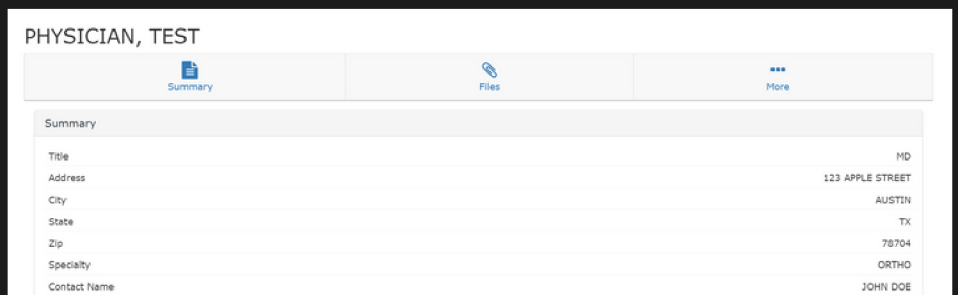 PHYSICIAN, TEST
Summary Files More
Summary
Title MD
Address 123 APPLE STREET
City AUSTIN
State TX
Zip 78704
Specialty ORTHO
Contact Name JOHN DOE